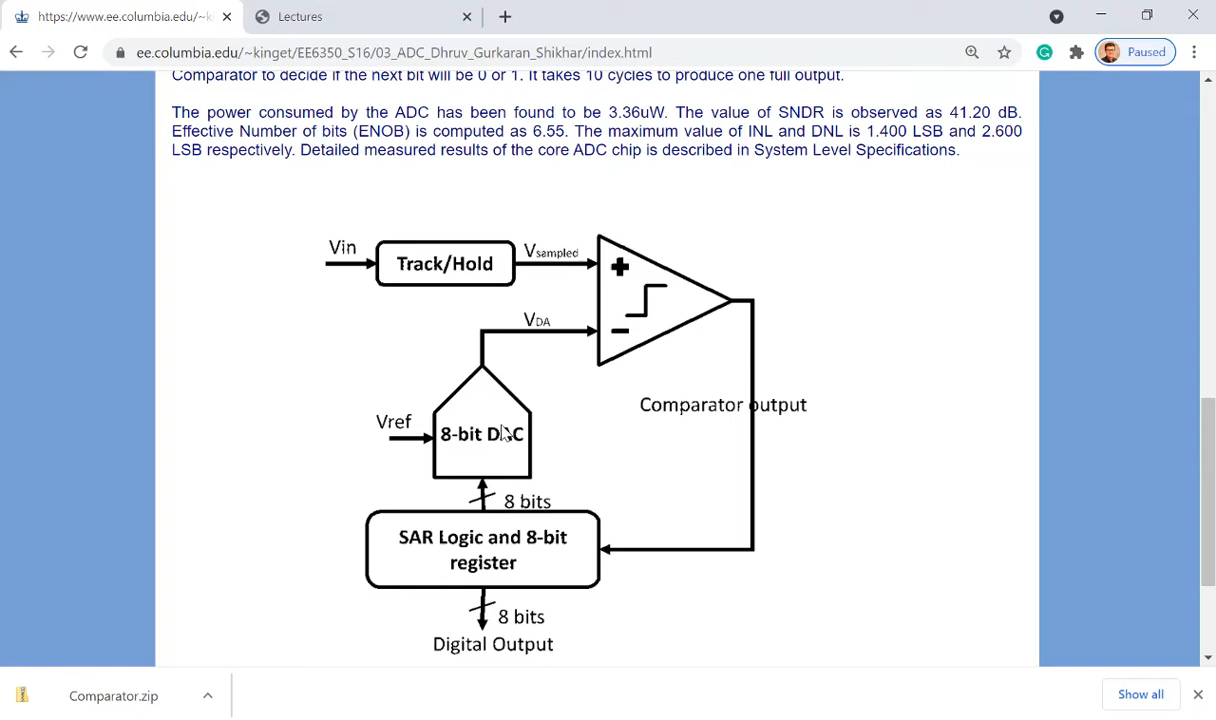 https://www.ee.columbia.edu/~ki
Lectures
ee.columbia.edu/~kinget/EE6350_S16/03_ADC_Dhruv_Gurkaran_Shikhar/index.html
Paused
Comparator to decide if the next bit will be 0 or 1. It takes 10 cycles to produce one full output.
The power consumed by the ADC has been found to be 3.36uW. The value of SNDR is observed as 41.20 dB.
Effective Number of bits (ENOB) is computed as 6.55. The maximum value of INL and DNL is 1.400 LSB and 2.600
LSB respectively. Detailed measured results of the core ADC chip is described in System Level Specifications.
Vin
Track/Hold
Vsampled
VDA
Comparator output
Vref
8-bit DAC
8 bits
SAR Logic and 8-bit
register
8 bits
Digital Output
Comparator.zip
Show all